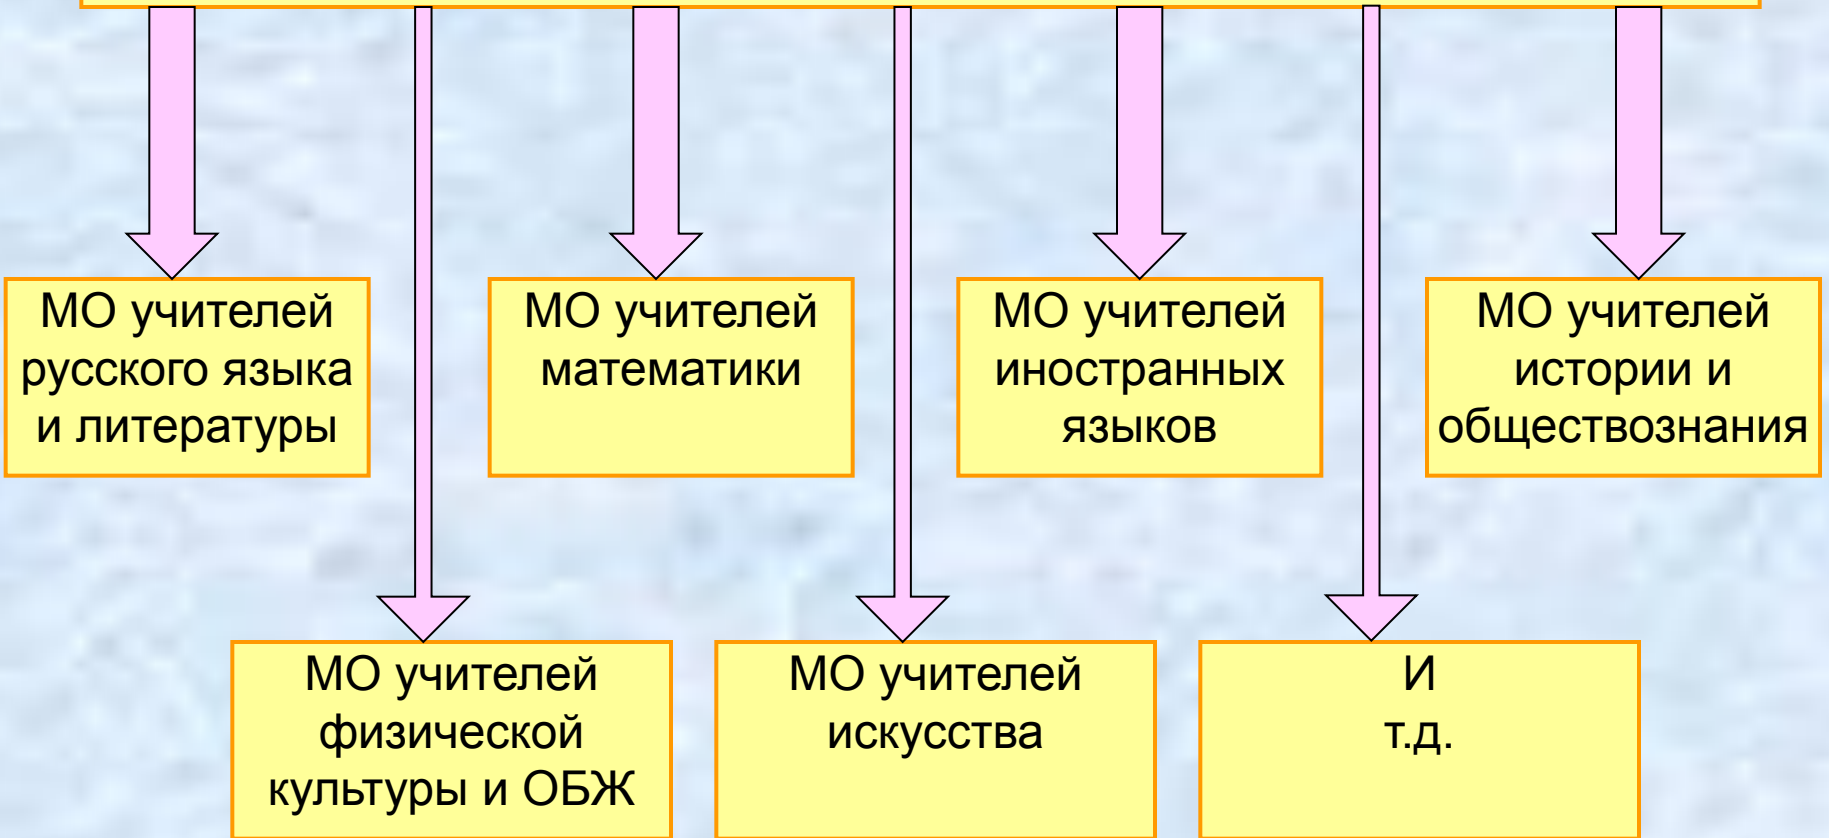 МО учителей
русского языка
и литературы
МО учителей
математики
МО учителей
иностранных
языков
МО учителей
истории и
обществознания
МО учителей
физической
культуры и ОБЖ
МО учителей
искусства
И
т.д.